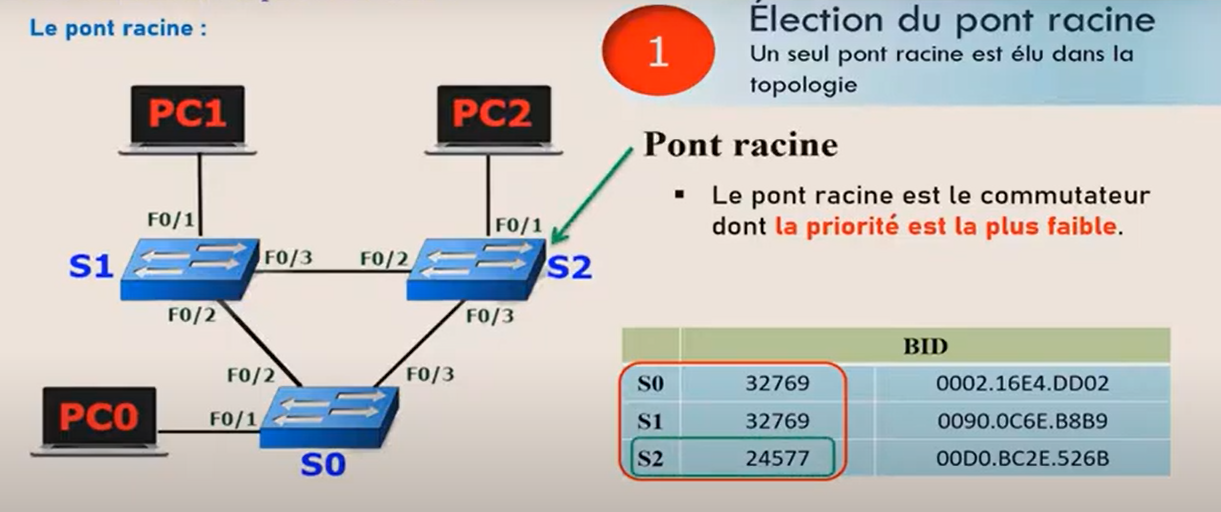 Le pont racine :
1
Élection du pont racine
Un seul pont racine est élu dans la
topologie
PC1
PC2
Pont racine
▪ Le pont racine est le commutateur
dont la priorité est la plus faible.
F0/1
F0/1
S1
F0/3
F0/2
S2
F0/2
F0/3
F0/2
F0/3
PC0
F0/1
S0
BID
S0 32769 0002.16E4.DD02
S1 32769 0090.0C6E.B8B9
S2 24577 00D0.BC2E.526B